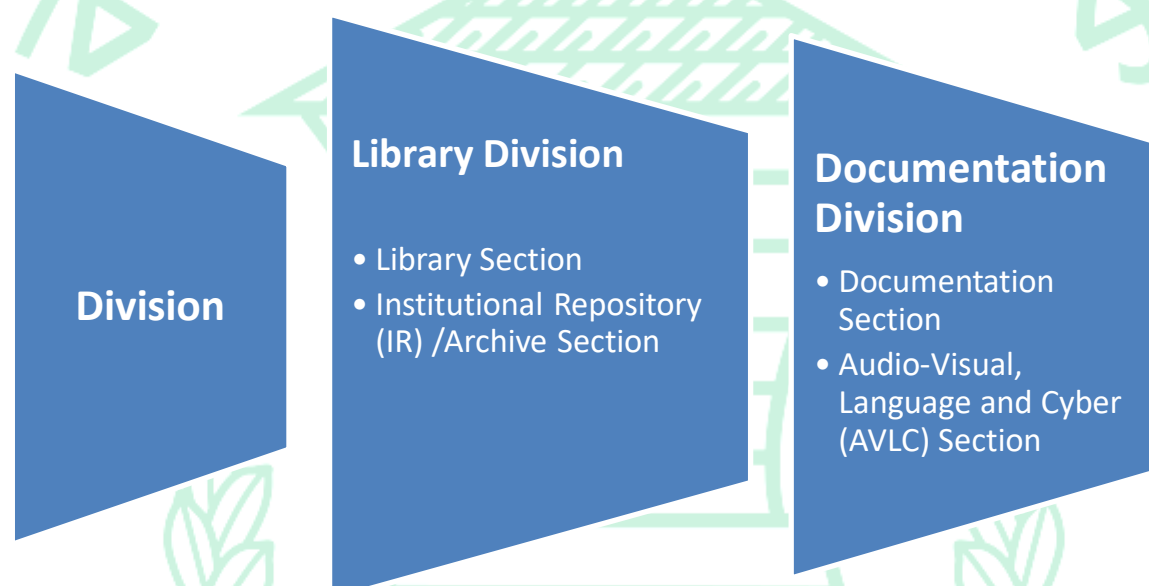 Division
Library Division
• Library Section
• Institutional Repository
(IR) /Archive Section
Documentation
Division
• Documentation
Section
• Audio-Visual,
Language and Cyber
(AVLC) Section